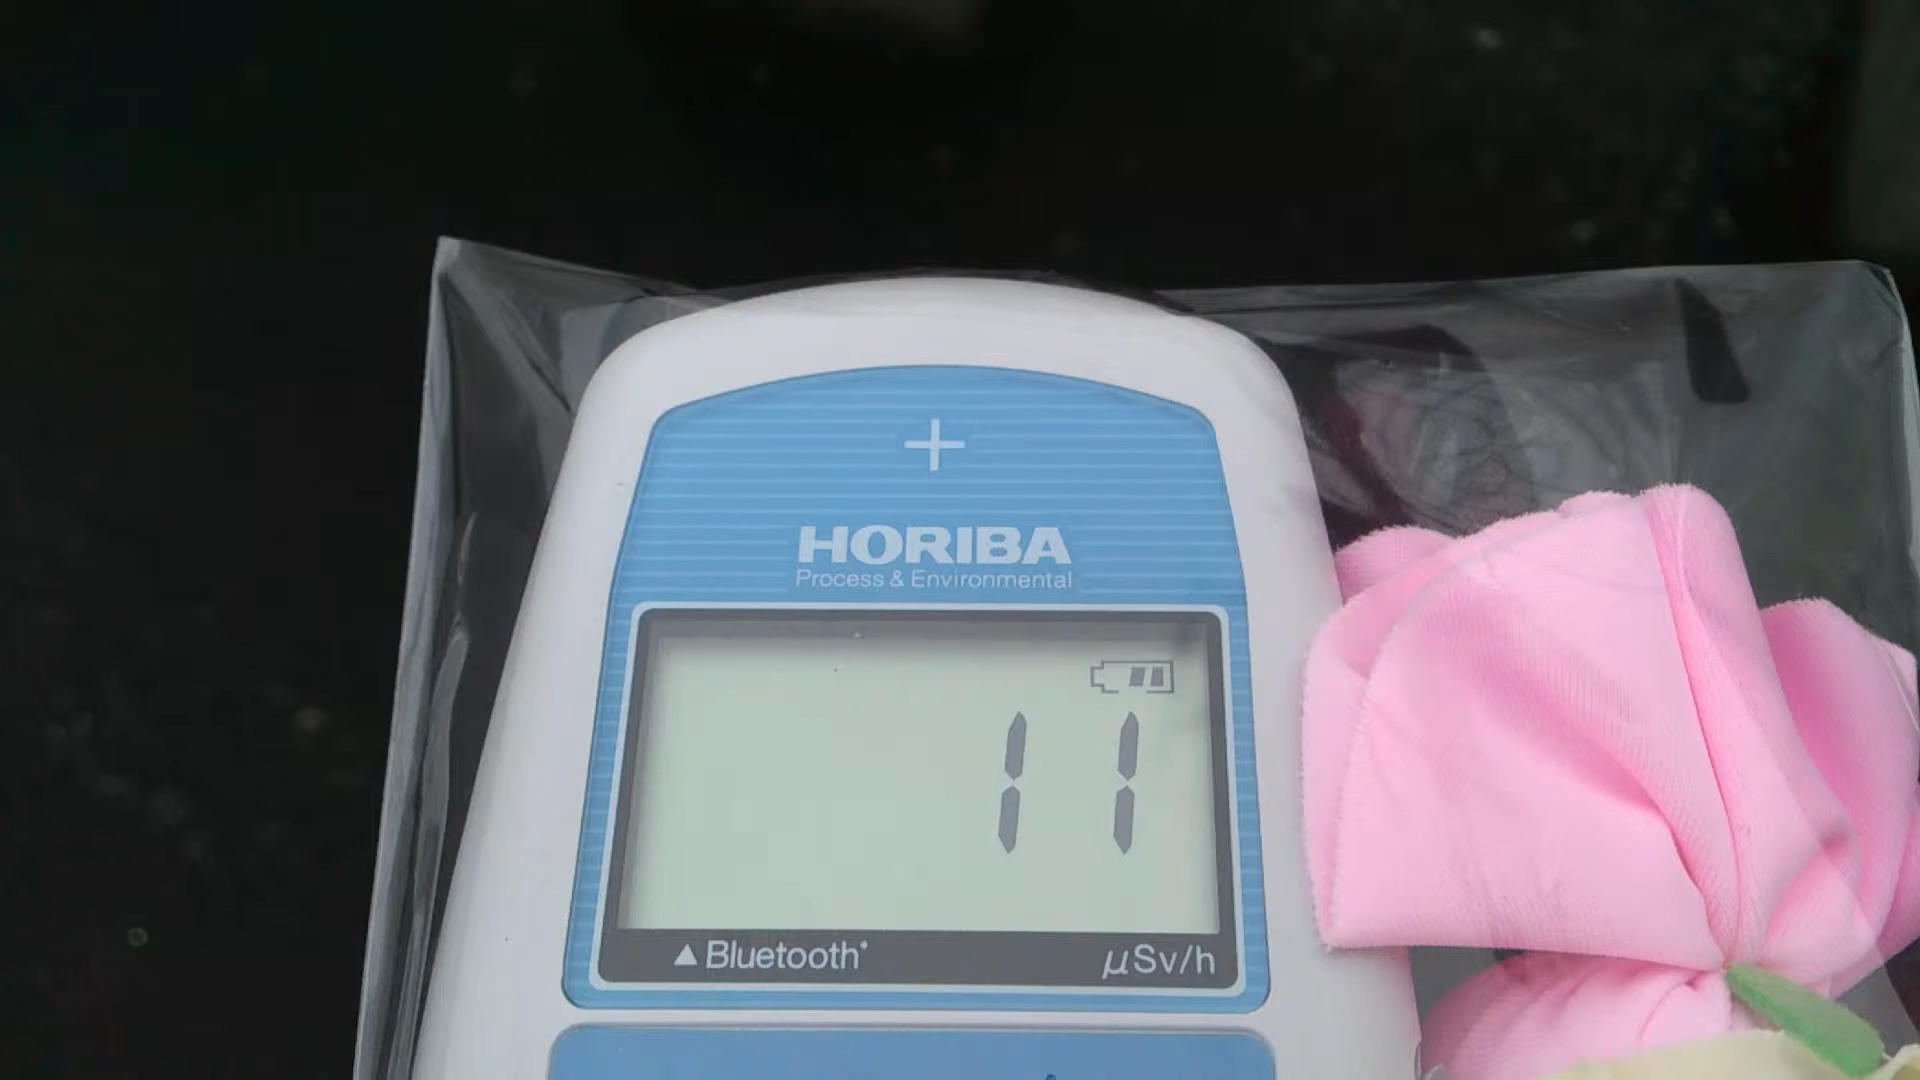 HORIBA
Process & Environmental
11
▲Bluetooth®
μSv/h